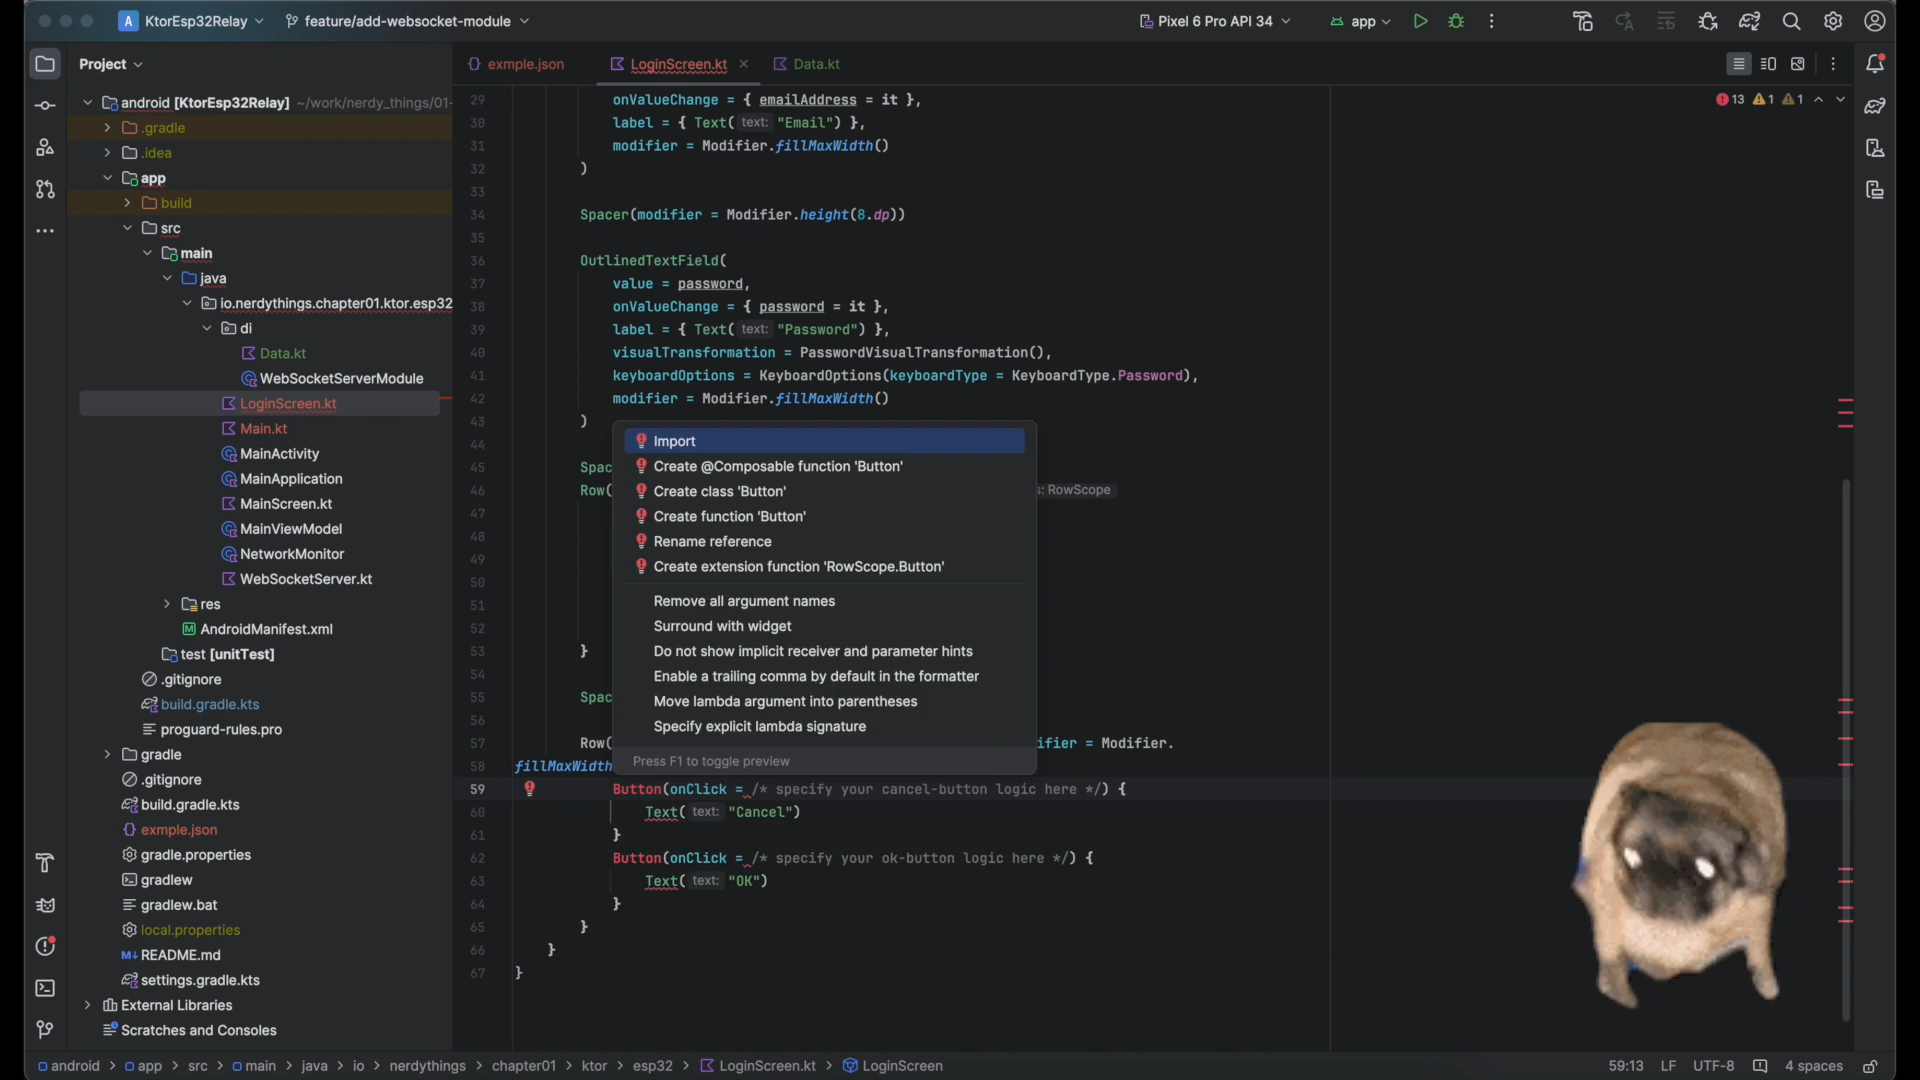 A KtorEsp32Relay feature/add-websocket-module Pixel 6 Pro API 34 app
Project
exmple.json LoginScreen.kt Data.kt
android [KtorEsp32Relay] ~/work/nerdy_things/01-
.gradle
.idea
app
build
src
main
java
io.nerdythings.chapter01.ktor.esp32
di
Data.kt
WebSocketServerModule
LoginScreen.kt
Main.kt
MainActivity
MainApplication
MainScreen.kt
MainViewModel
NetworkMonitor
WebSocketServer.kt
res
AndroidManifest.xml
test [unitTest]
.gitignore
build.gradle.kts
proguard-rules.pro
gradle
.gitignore
build.gradle.kts
exmple.json
gradle.properties
gradlew
gradlew.bat
local.properties
README.md
settings.gradle.kts
External Libraries
Scratches and Consoles
13 1 1
29 onValueChange = { emailAddress = it },
30 label = { Text( text: "Email") },
31 modifier = Modifier.fillMaxWidth()
32 )
33
34 Spacer(modifier = Modifier.height(8.dp))
35
36 OutlinedTextField(
37 value = password,
38 onValueChange = { password = it },
39 label = { Text( text: "Password") },
40 visualTransformation = PasswordVisualTransformation(),
41 keyboardOptions = KeyboardOptions(keyboardType = KeyboardType.Password),
42 modifier = Modifier.fillMaxWidth()
43 )
44
45 Spac
46 Row( s: RowScope
47
48
49
50
51
52
53 }
54
55 Spac
56
57 Row( ifier = Modifier.
58 fillMaxWidth
59 Button(onClick = /* specify your cancel-button logic here */) {
60 Text( text: "Cancel")
61 }
62 Button(onClick = /* specify your ok-button logic here */) {
63 Text( text: "OK")
64 }
65 }
66 }
67 }
Import
Create @Composable function 'Button'
Create class 'Button'
Create function 'Button'
Rename reference
Create extension function 'RowScope.Button'
Remove all argument names
Surround with widget
Do not show implicit receiver and parameter hints
Enable a trailing comma by default in the formatter
Move lambda argument into parentheses
Specify explicit lambda signature
Press F1 to toggle preview
android > app > src > main > java > io > nerdythings > chapter01 > ktor > esp32 > LoginScreen.kt > LoginScreen 59:13 LF UTF-8 4 spaces